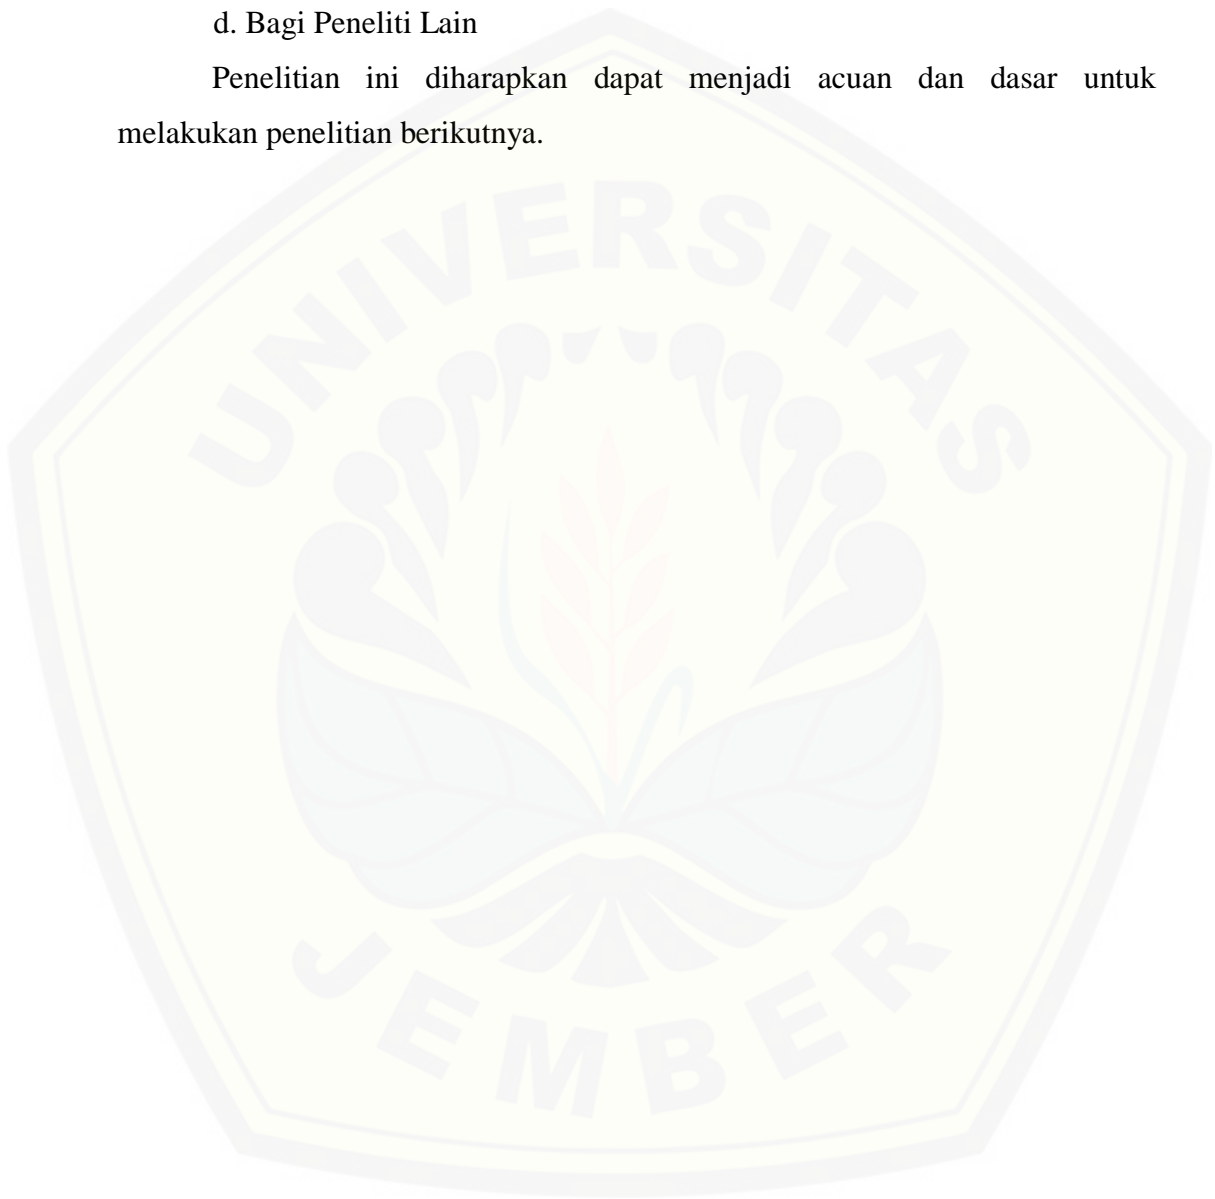 d. Bagi Peneliti Lain
Penelitian ini diharapkan dapat menjadi acuan dan dasar untuk
melakukan penelitian berikutnya.
UNIVERSITAS
JEMBER